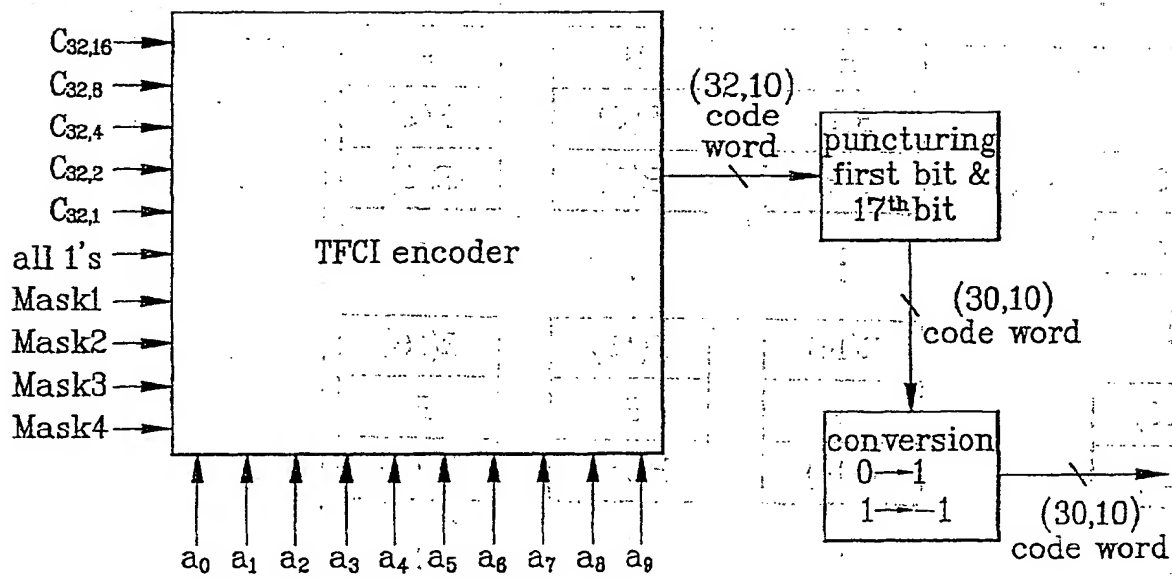 C32,16
C32,8
C32,4
C32,2
C32,1
all 1's
Mask1
Mask2
Mask3
Mask4
TFCI encoder
a0 a1 a2 a3 a4 a5 a6 a7 a8 a9
(32,10)
code
word
puncturing
first bit &
17th bit
(30,10)
code word
conversion
0→1
1→-1
(30,10)
code word